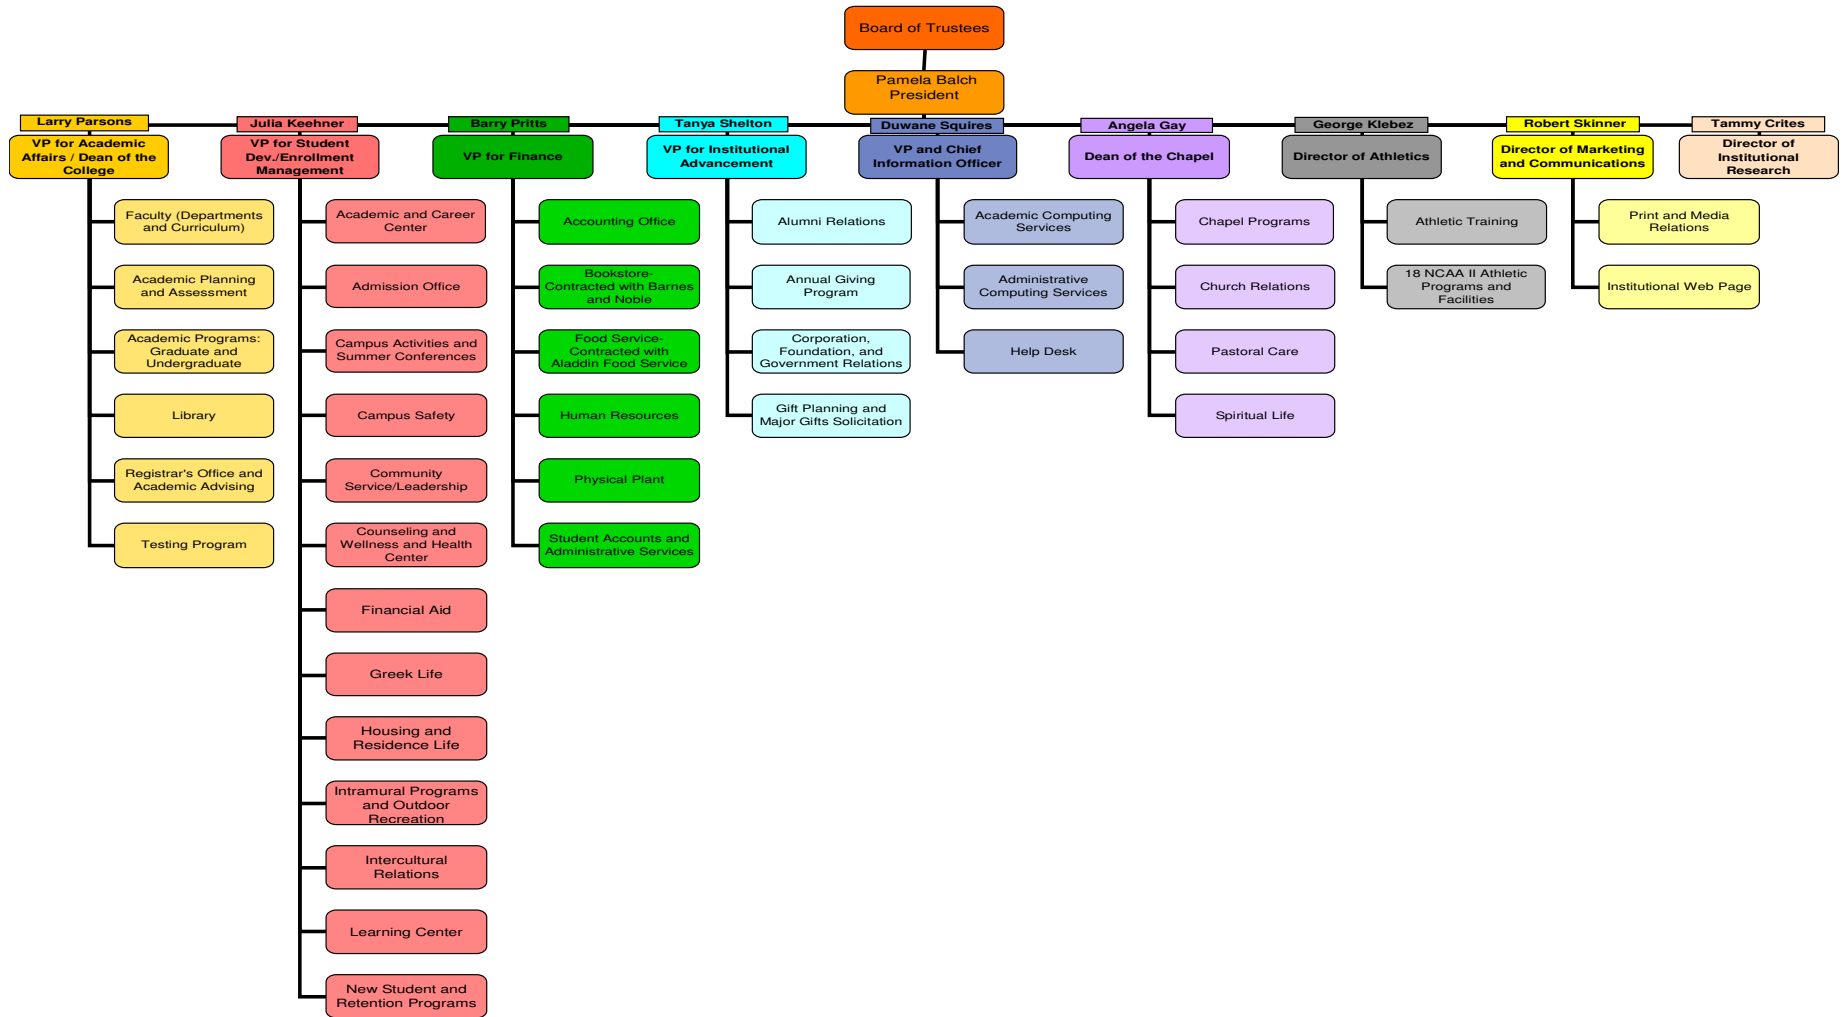 Board of Trustees
Pamela Balch
President
Larry Parsons
VP for Academic
Affairs / Dean of the
College
Faculty (Departments
and Curriculum)
Academic Planning
and Assessment
Academic Programs:
Graduate and
Undergraduate
Library
Registrar's Office and
Academic Advising
Testing Program
Julia Keehner
VP for Student
Dev./Enrollment
Management
Academic and Career
Center
Admission Office
Campus Activities and
Summer Conferences
Campus Safety
Community
Service/Leadership
Counseling and
Wellness and Health
Center
Financial Aid
Greek Life
Housing and
Residence Life
Intramural Programs
and Outdoor
Recreation
Intercultural
Relations
Learning Center
New Student and
Retention Programs
Barry Pritts
VP for Finance
Accounting Office
Bookstore-
Contracted with Barnes
and Noble
Food Service-
Contracted with
Aladdin Food Service
Human Resources
Physical Plant
Student Accounts and
Administrative Services
Tanya Shelton
VP for Institutional
Advancement
Alumni Relations
Annual Giving
Program
Corporation,
Foundation, and
Government Relations
Gift Planning and
Major Gifts Solicitation
Duwane Squires
VP and Chief
Information Officer
Academic Computing
Services
Administrative
Computing Services
Help Desk
Angela Gay
Dean of the Chapel
Chapel Programs
Church Relations
Pastoral Care
Spiritual Life
George Klebez
Director of Athletics
Athletic Training
18 NCAA II Athletic
Programs and
Facilities
Robert Skinner
Director of Marketing
and Communications
Print and Media
Relations
Institutional Web Page
Tammy Crites
Director of
Institutional
Research